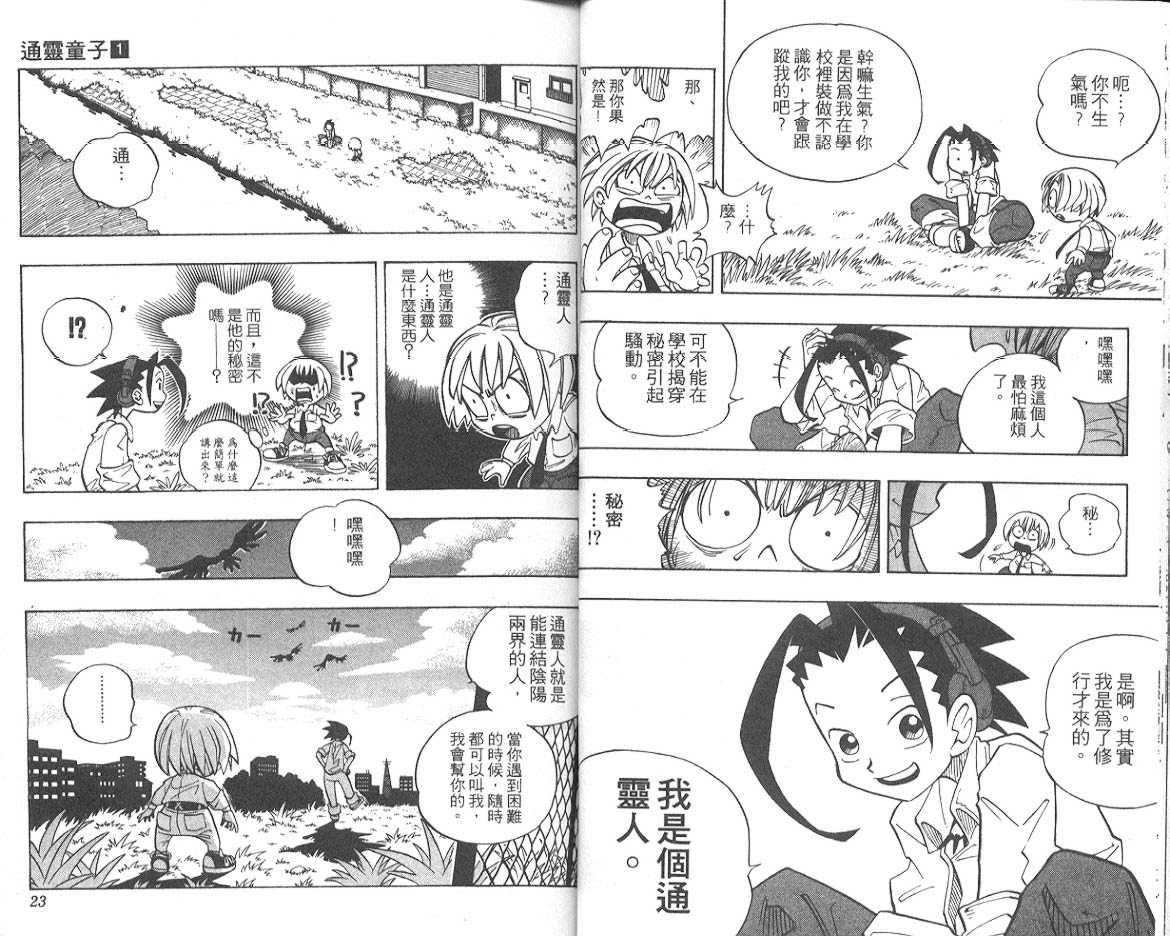 呃…?
你不生
氣嗎?
幹嘛生氣?你
是因為我在學
校裡裝做不認
識你,才會跟
蹤我的吧?
…什
麼?
那、
那你果
然是!
嘿嘿嘿
,
我這個人
最怕麻煩
了。
可不能在
學校揭穿
秘密引起
騷動。
秘…
秘密
……!?
是啊。其實
我是為了修
行才來的。
我是個通
靈人。
通靈童子1
通…
通靈人
…?
他是通靈
人…通靈人
是什麼東西?
!?
?
而且,這不
是他的秘密
嗎——?
!?
為什麼這
麼簡單就
講出來?
!?
嘿嘿嘿
!
通靈人就是
能連結陰陽
兩界的人,
當你遇到困難
的時候,隨時
都可以叫我,
我會幫你的。
カー
カー
…………
23